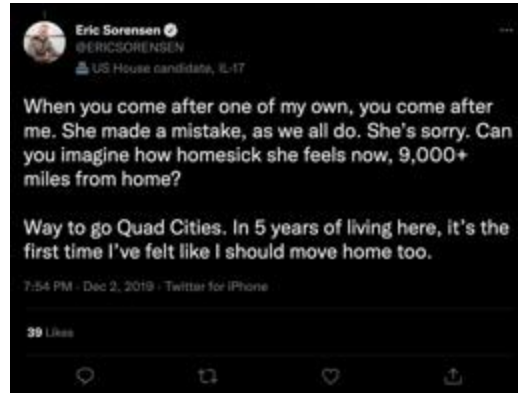 Eric Sorensen
@ERICSORENSEN
US House candidate, IL-17
When you come after one of my own, you come after
me. She made a mistake, as we all do. She's sorry. Can
you imagine how homesick she feels now, 9,000+
miles from home?
Way to go Quad Cities. In 5 years of living here, it's the
first time I've felt like I should move home too.
7:54 PM · Dec 2, 2019 · Twitter for iPhone
39 Likes